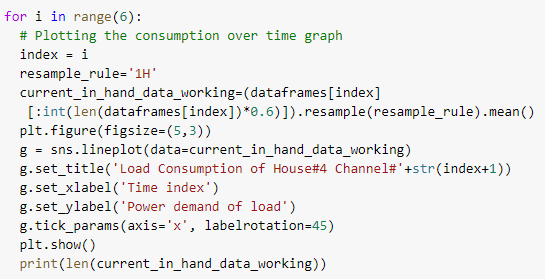 for i in range(6):
  # Plotting the consumption over time graph
  index = i
  resample_rule='1H'
  current_in_hand_data_working=(dataframes[index]
   [:int(len(dataframes[index])*0.6)]).resample(resample_rule).mean()
  plt.figure(figsize=(5,3))
  g = sns.lineplot(data=current_in_hand_data_working)
  g.set_title('Load Consumption of House#4 Channel#'+str(index+1))
  g.set_xlabel('Time index')
  g.set_ylabel('Power demand of load')
  g.tick_params(axis='x', labelrotation=45)
  plt.show()
  print(len(current_in_hand_data_working))